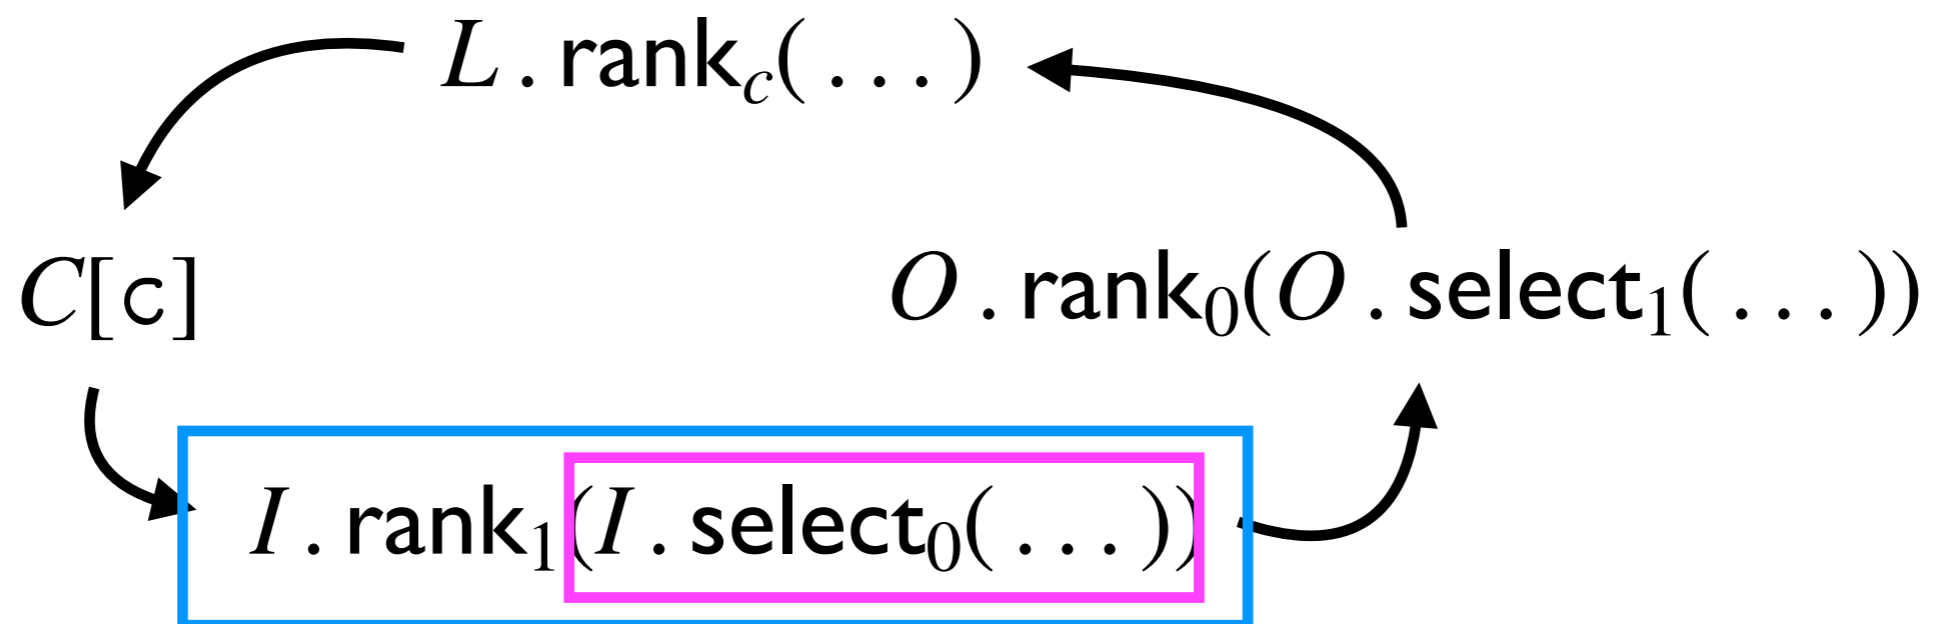 L . rank_c(...)
C[c]
O . rank_0(O . select_1(...))
I . rank_1(I . select_0(...))